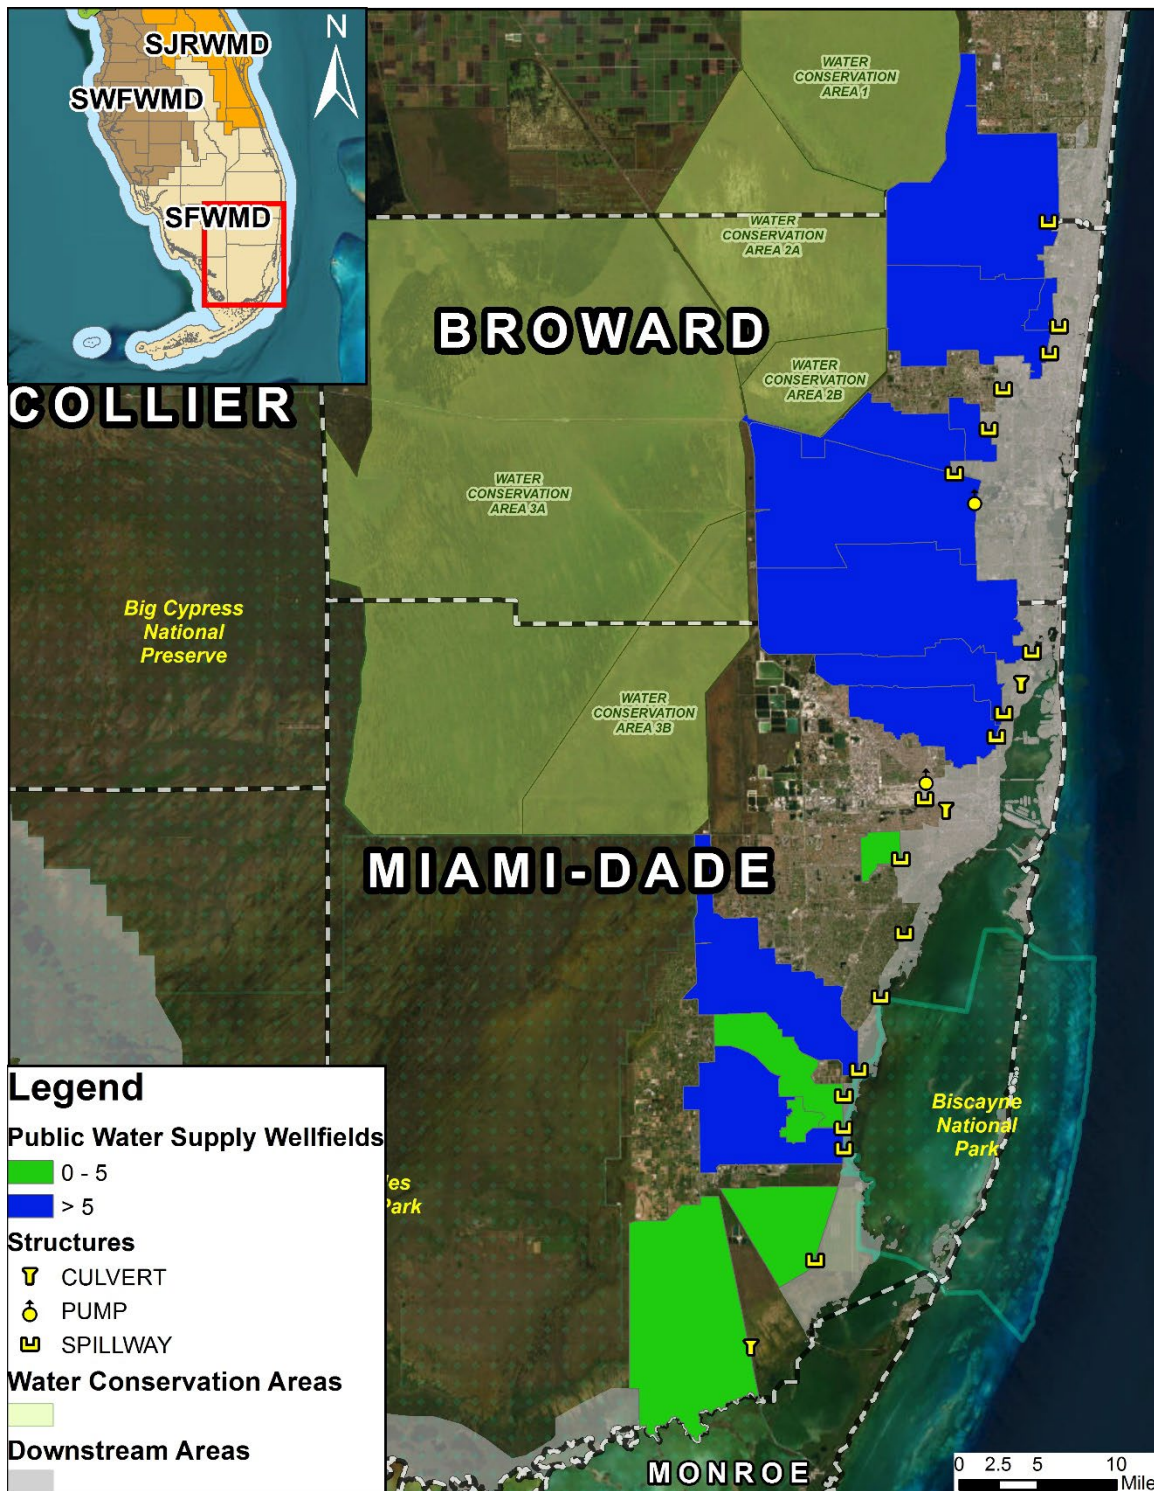 SJRWMD
N
SWFWMD
SFWMD
WATER
CONSERVATION
AREA 1
WATER
CONSERVATION
AREA 2A
BROWARD
WATER
CONSERVATION
AREA 2B
COLLIER
WATER
CONSERVATION
AREA 3A
Big Cypress
National
Preserve
WATER
CONSERVATION
AREA 3B
MIAMI-DADE
Biscayne
National
Park
les
Park
Legend
Public Water Supply Wellfields
0 - 5
> 5
Structures
CULVERT
PUMP
SPILLWAY
Water Conservation Areas
Downstream Areas
MONROE
0 2.5 5 10
Mile